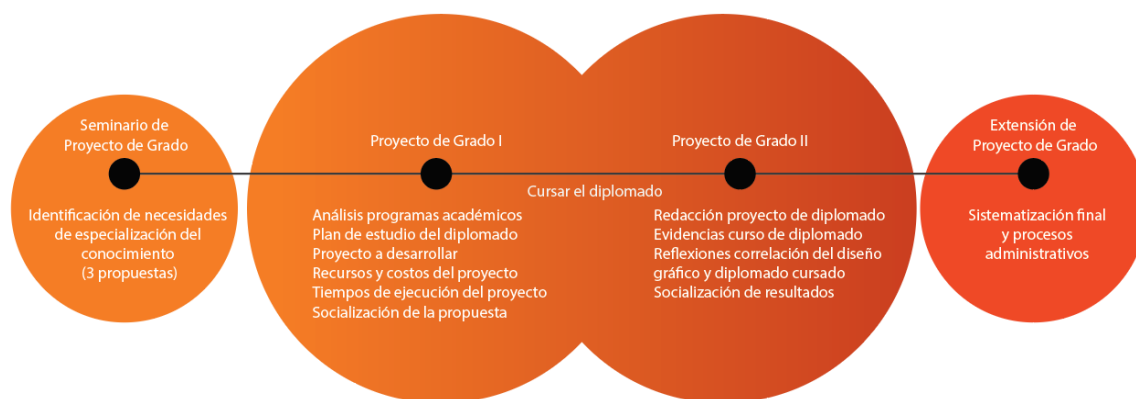 Seminario de
Proyecto de Grado
Identificación de necesidades
de especialización del
conocimiento
(3 propuestas)
Proyecto de Grado I
Análisis programas académicos
Plan de estudio del diplomado
Proyecto a desarrollar
Recursos y costos del proyecto
Tiempos de ejecución del proyecto
Socialización de la propuesta
Cursar el diplomado
Proyecto de Grado II
Redacción proyecto de diplomado
Evidencias curso de diplomado
Reflexiones correlación del diseño
gráfico y diplomado cursado
Socialización de resultados
Extensión de
Proyecto de Grado
Sistematización final
y procesos
administrativos